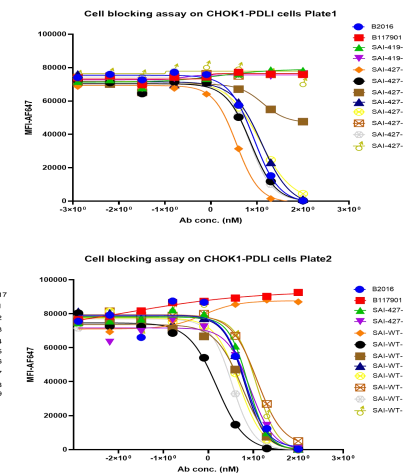 Cell blocking assay on CHOK1-PDLI cells Plate1
100000
80000
60000
40000
20000
0
MFI-AF647
-3×10⁰
-2×10⁰
-1×10⁰
0
1×10⁰
2×10⁰
3×10⁰
Ab conc. (nM)
B2016
B117901
SAI-427-
SAI-419-
SAI-427-
SAI-427-
SAI-427-
SAI-427-
SAI-427-
SAI-427-
SAI-427-
Cell blocking assay on CHOK1-PDLI cells Plate2
100000
80000
60000
40000
20000
0
MFI-AF647
-2×10⁰
-1×10⁰
0
1×10⁰
2×10⁰
3×10
Ab conc. (nM)
B2016
B117901
SAI-427-
SAI-427-
SAI-WT-
SAI-WT-
SAI-WT-
SAI-WT-
SAI-WT-
SAI-WT-
SAI-WT-
17